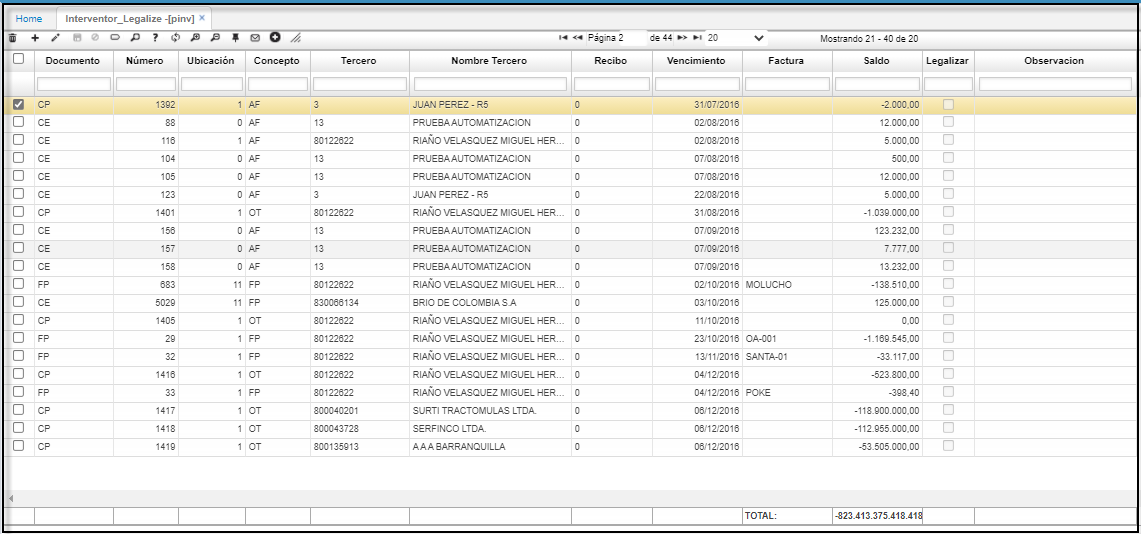 Home Interventor_Legalize -[pinv] ×
Página 2 de 44 20 Mostrando 21 - 40 de 20
Documento Número Ubicación Concepto Tercero Nombre Tercero Recibo Vencimiento Factura Saldo Legalizar Observacion
CP 1392 1 AF 3 JUAN PEREZ - R5 0 31/07/2016 -2.000,00
CE 88 0 AF 13 PRUEBA AUTOMATIZACION 0 02/08/2016 12.000,00
CE 116 1 AF 80122622 RIAÑO VELASQUEZ MIGUEL HER... 0 02/08/2016 5.000,00
CE 104 0 AF 13 PRUEBA AUTOMATIZACION 0 07/08/2016 500,00
CE 105 0 AF 13 PRUEBA AUTOMATIZACION 0 07/08/2016 12.000,00
CE 123 0 AF 3 JUAN PEREZ - R5 0 22/08/2016 5.000,00
CP 1401 1 OT 80122622 RIAÑO VELASQUEZ MIGUEL HER... 0 31/08/2016 -1.039.000,00
CE 156 0 AF 13 PRUEBA AUTOMATIZACION 0 07/09/2016 123.232,00
CE 157 0 AF 13 PRUEBA AUTOMATIZACION 0 07/09/2016 7.777,00
CE 158 0 AF 13 PRUEBA AUTOMATIZACION 0 07/09/2016 13.232,00
FP 683 11 FP 80122622 RIAÑO VELASQUEZ MIGUEL HER... 0 02/10/2016 MOLUCHO -138.510,00
CE 5029 11 FP 830066134 BRIO DE COLOMBIA S.A 0 03/10/2016 125.000,00
CP 1405 1 OT 80122622 RIAÑO VELASQUEZ MIGUEL HER... 0 11/10/2016 0,00
FP 29 1 FP 80122622 RIAÑO VELASQUEZ MIGUEL HER... 0 23/10/2016 OA-001 -1.169.545,00
FP 32 1 FP 80122622 RIAÑO VELASQUEZ MIGUEL HER... 0 13/11/2016 SANTA-01 -33.117,00
CP 1416 1 OT 80122622 RIAÑO VELASQUEZ MIGUEL HER... 0 04/12/2016 -523.800,00
FP 33 1 FP 80122622 RIAÑO VELASQUEZ MIGUEL HER... 0 04/12/2016 POKE -398,40
CP 1417 1 OT 800040201 SURTI TRACTOMULAS LTDA. 0 06/12/2016 -118.900.000,00
CP 1418 1 OT 800043728 SERFINCO LTDA. 0 06/12/2016 -112.955.000,00
CP 1419 1 OT 800135913 A A A BARRANQUILLA 0 06/12/2016 -53.505.000,00
TOTAL: -823.413.375.418.418